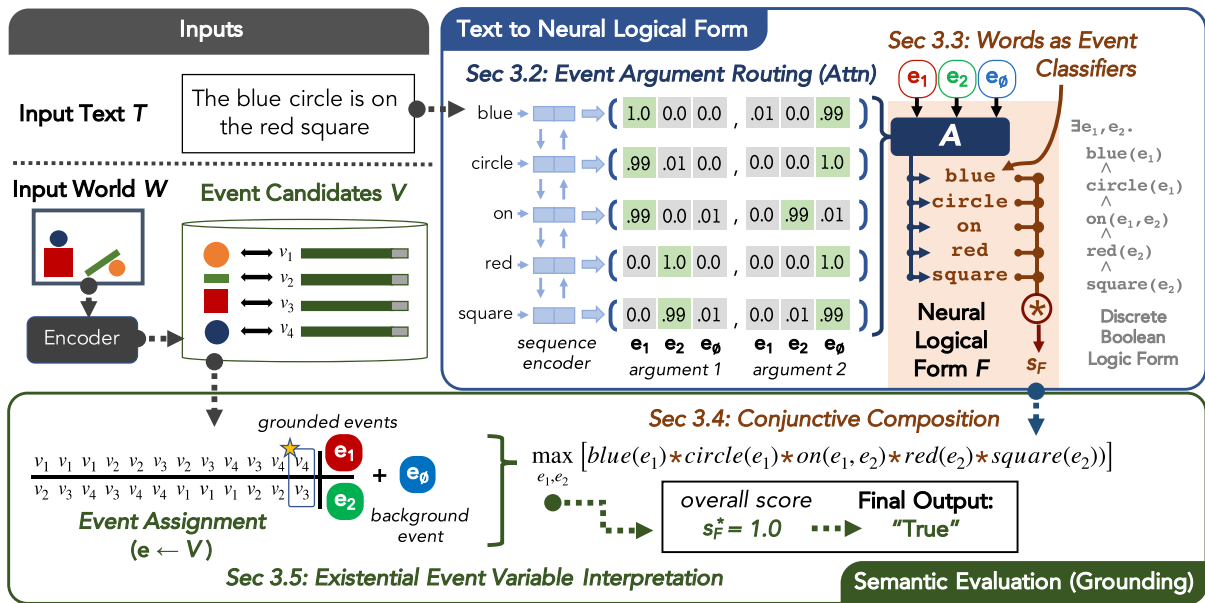 Inputs
Input Text T
The blue circle is on
the red square
Input World W
Event Candidates V
v1
v2
v3
v4
Encoder
Text to Neural Logical Form
Sec 3.2: Event Argument Routing (Attn)
blue 1.0 0.0 0.0 , .01 0.0 .99
circle .99 .01 0.0 , 0.0 0.0 1.0
on .99 0.0 .01 , 0.0 .99 .01
red 0.0 1.0 0.0 , 0.0 0.0 1.0
square 0.0 .99 .01 , 0.0 .01 .99
e1 e2 eø e1 e2 eø
sequence
encoder
argument 1 argument 2
Sec 3.3: Words as Event
Classifiers
e1 e2 eø
A
blue
circle
on
red
square
*
Neural
Logical
Form F
sF
∃e1,e2.
blue(e1)
∧
circle(e1)
∧
on(e1,e2)
∧
red(e2)
∧
square(e2)
Discrete
Boolean
Logic Form
grounded events
v1 v1 v1 v2 v2 v3 v2 v3 v4 v3 v4 v4 e1
v2 v3 v4 v3 v4 v4 v1 v1 v1 v2 v2 v3 e2
+ eø
background
event
Event Assignment
(e ← V)
Sec 3.4: Conjunctive Composition
max [blue(e1)*circle(e1)*on(e1, e2)*red(e2)*square(e2))]
e1,e2
overall score
s*F = 1.0
Final Output:
"True"
Sec 3.5: Existential Event Variable Interpretation
Semantic Evaluation (Grounding)